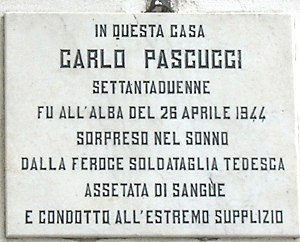 IN QUESTA CASA
CARLO PASCUCCI
SETTANTADUENNE
FU ALL'ALBA DEL 26 APRILE 1944
SORPRESO NEL SONNO
DALLA FEROCE SOLDATAGLIA TEDESCA
ASSETATA DI SANGUE
E CONDOTTO ALL'ESTREMO SUPPLIZIO